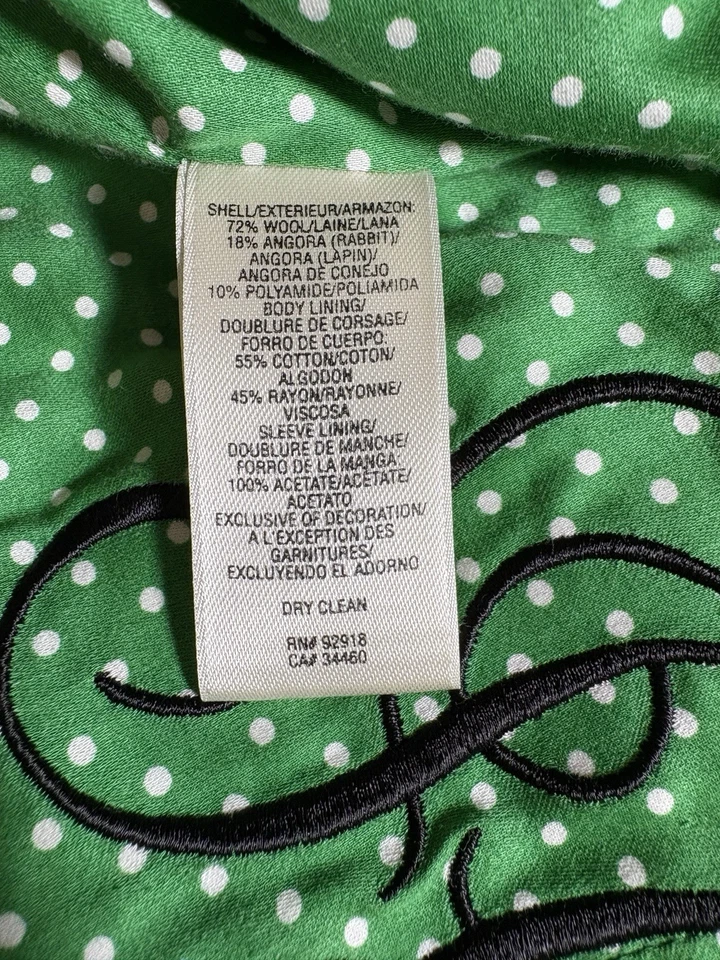 SHELL/EXTERIEUR/ARMAZON:
72% WOOL/LAINE/LANA
18% ANGORA (RABBIT)/
ANGORA (LAPIN)/
ANGORA DE CONEJO
10% POLYAMIDE/POLIAMIDA
BODY LINING/
DOUBLURE DE CORSAGE/
FORRO DE CUERPO:
55% COTTON/COTON/
ALGODON
45% RAYON/RAYONNE/
VISCOSA
SLEEVE LINING/
DOUBLURE DE MANCHE/
FORRO DE LA MANGA:
100% ACETATE/ACETATE/
ACETATO
EXCLUSIVE OF DECORATION/
A L'EXCEPTION DES
GARNITURES/
EXCLUYENDO EL ADORNO
DRY CLEAN
RN# 92918
CA# 34460